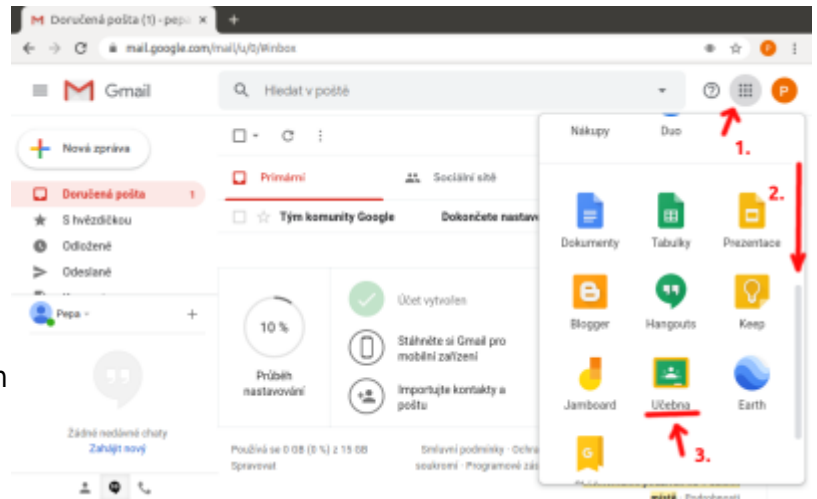 Doručená pošta (1) - pepa
mail.google.com/mail/u/0/#inbox
P
Gmail
Hledat v poště
P
1.
Nová zpráva
Doručená pošta 1
S hvězdičkou
Odložené
Odeslané
Pepa
Žádné nedávné chaty
Zahájit nový
Primární
Sociální sítě
Tým komunity Google Dokončete nastave
10 %
Průběh
nastavování
Účet vytvořen
Stáhněte si Gmail pro
mobilní zařízení
Importujte kontakty a
poštu
Používá se 0 GB (0 %) z 15 GB
Spravovat
Smluvní podmínky · Ochra
soukromí · Programové zás
Nákupy Duo
2.
Dokumenty Tabulky Prezentace
Blogger Hangouts Keep
Jamboard Učebna Earth
G
3.
h